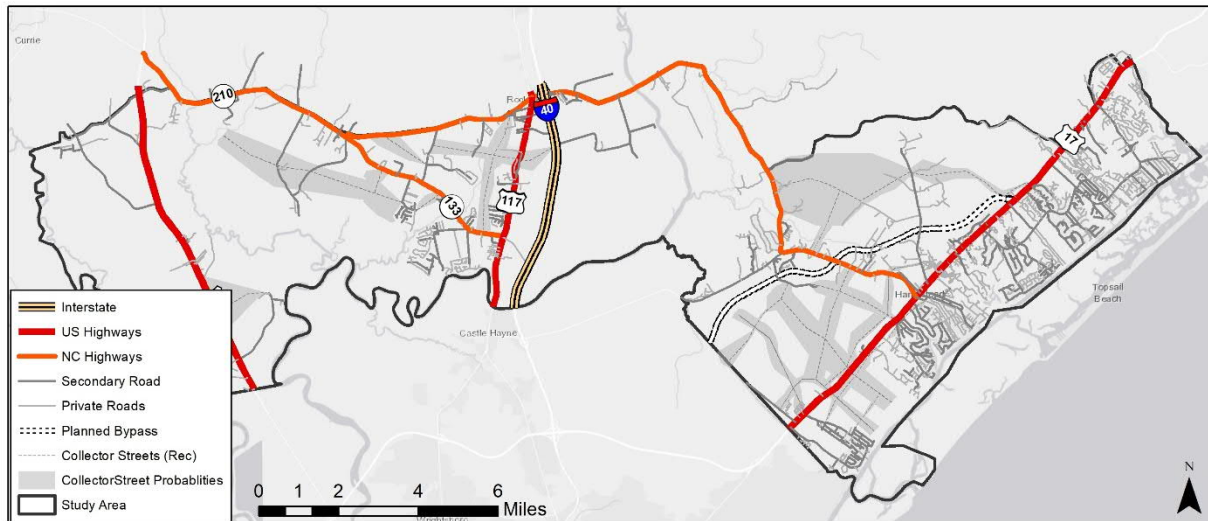 Currie
210
40
133
117
17
Topsail
Beach
Castle Hayne
Interstate
US Highways
NC Highways
Secondary Road
Private Roads
Planned Bypass
Collector Streets (Rec)
CollectorStreet Probablities
Study Area
0 1 2 4 6
Miles
N